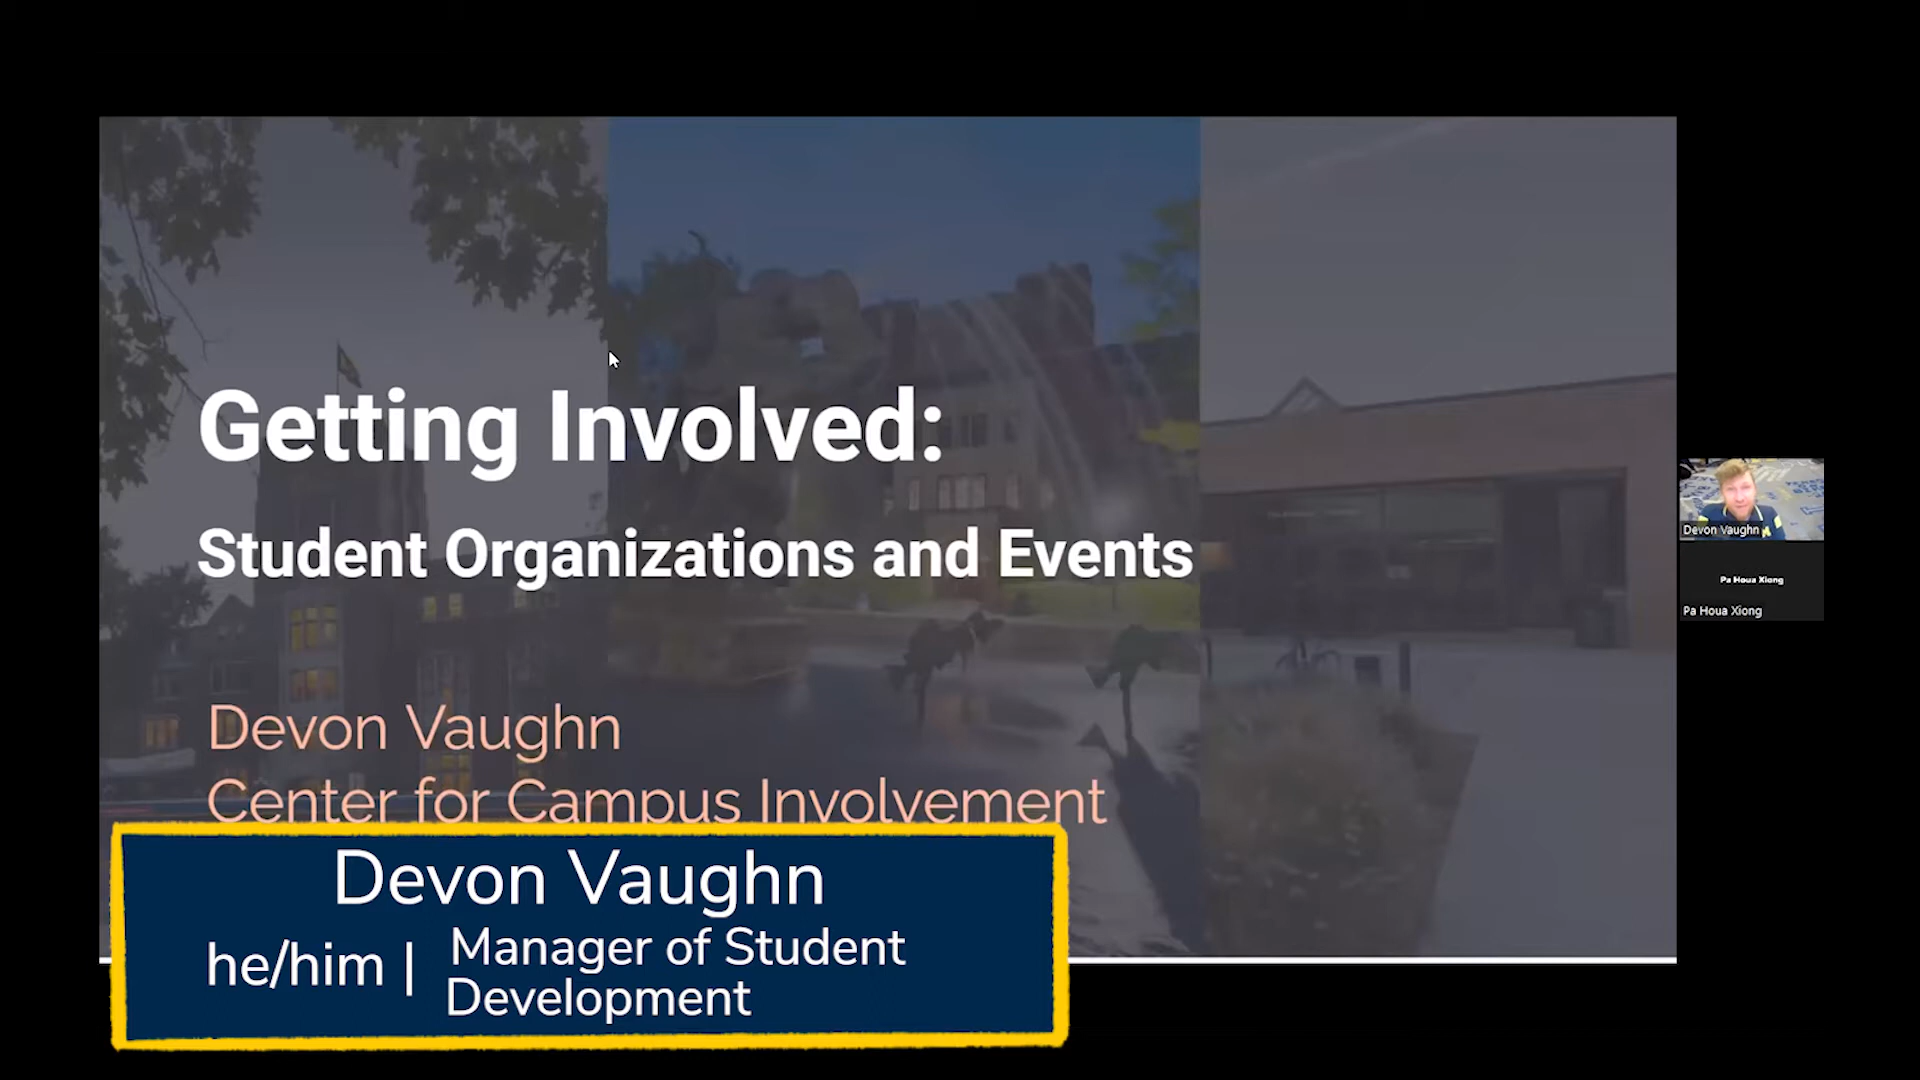 Getting Involved:
Student Organizations and Events
Devon Vaughn
Center for Campus Involvement
Devon Vaughn
he/him | Manager of Student
Development
Devon Vaughn
Pa Houa Xiong
Pa Houa Xiong